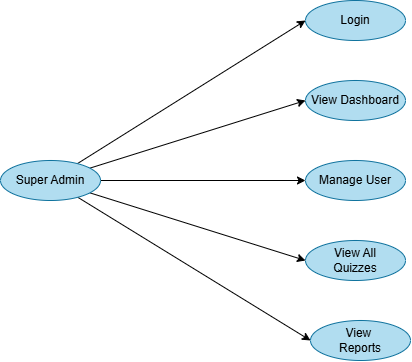 Login
View Dashboard
Super Admin
Manage User
View All
Quizzes
View
Reports